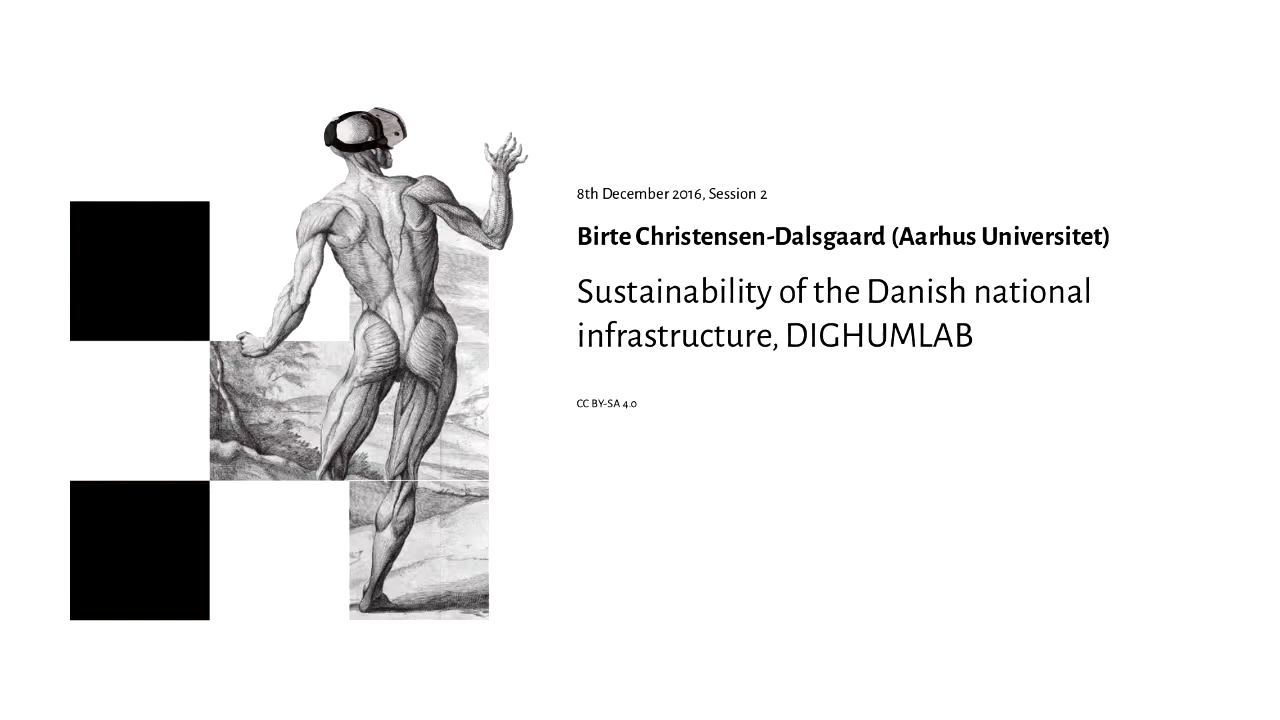 8th December 2016, Session 2
Birte Christensen-Dalsgaard (Aarhus Universitet)
Sustainability of the Danish national
infrastructure, DIGHUMLAB
CC BY-SA 4.0